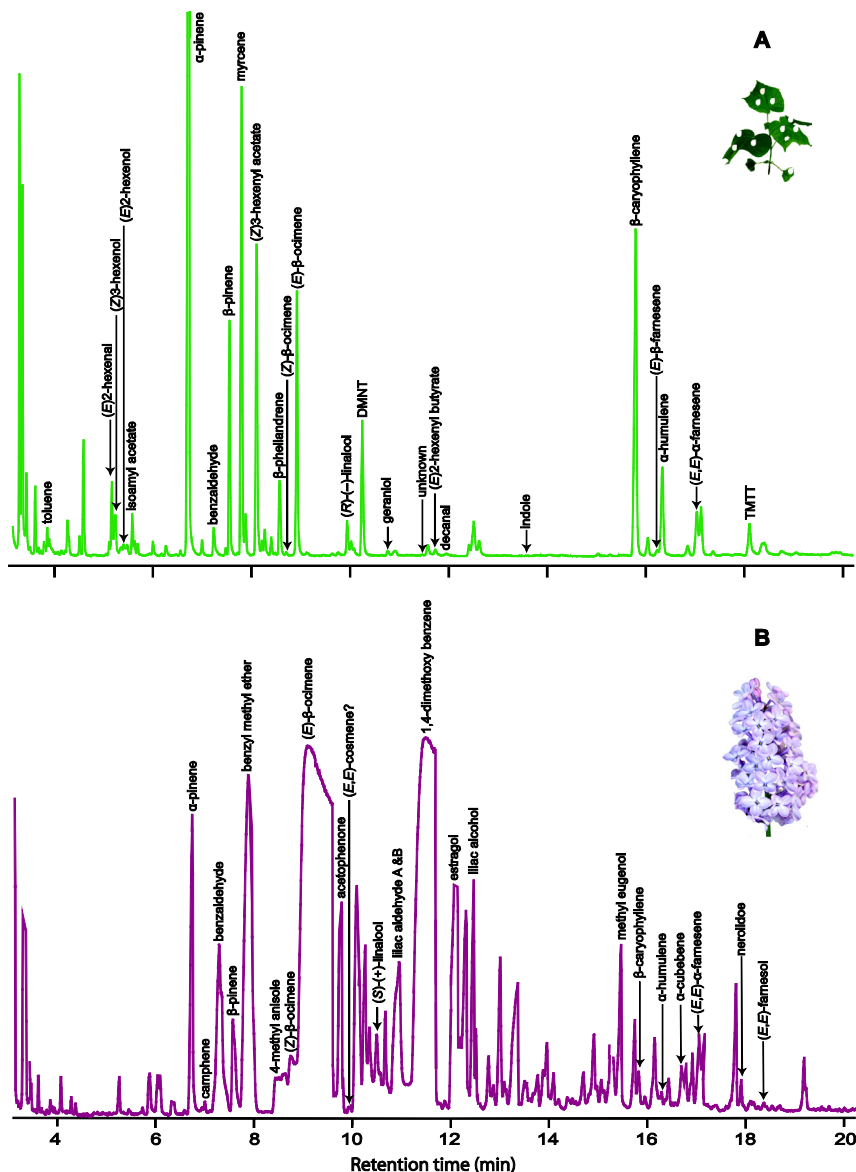 A
toluene
(E)2-hexenal
(Z)3-hexenol
(E)2-hexenol
Isoamyl acetate
α-pinene
benzaldehyde
β-pinene
myrcene
(Z)3-hexenyl acetate
β-phellandrene
(Z)-β-ocimene
(E)-β-ocimene
(R)-(–)-linalool
DMNT
geraniol
unknown
(E)2-hexenyl butyrate
decanal
Indole
β-caryophyllene
(E)-β-farnesene
α-humulene
(E,E)-α-farnesene
TMTT
B
α-pinene
camphene
benzaldehyde
β-pinene
benzyl methyl ether
4-methyl anisole
(Z)-β-ocimene
(E)-β-ocimene
acetophenone
(E,E)-cosmene?
(S)-(+)-linalool
lilac aldehyde A &B
1,4-dimethoxy benzene
estragol
lilac alcohol
methyl eugenol
β-caryophyllene
α-humulene
α-cubebene
(E,E)-α-farnesene
nerolidoe
(E,E)-farnesol
4 6 8 10 12 14 16 18 20
Retention time (min)